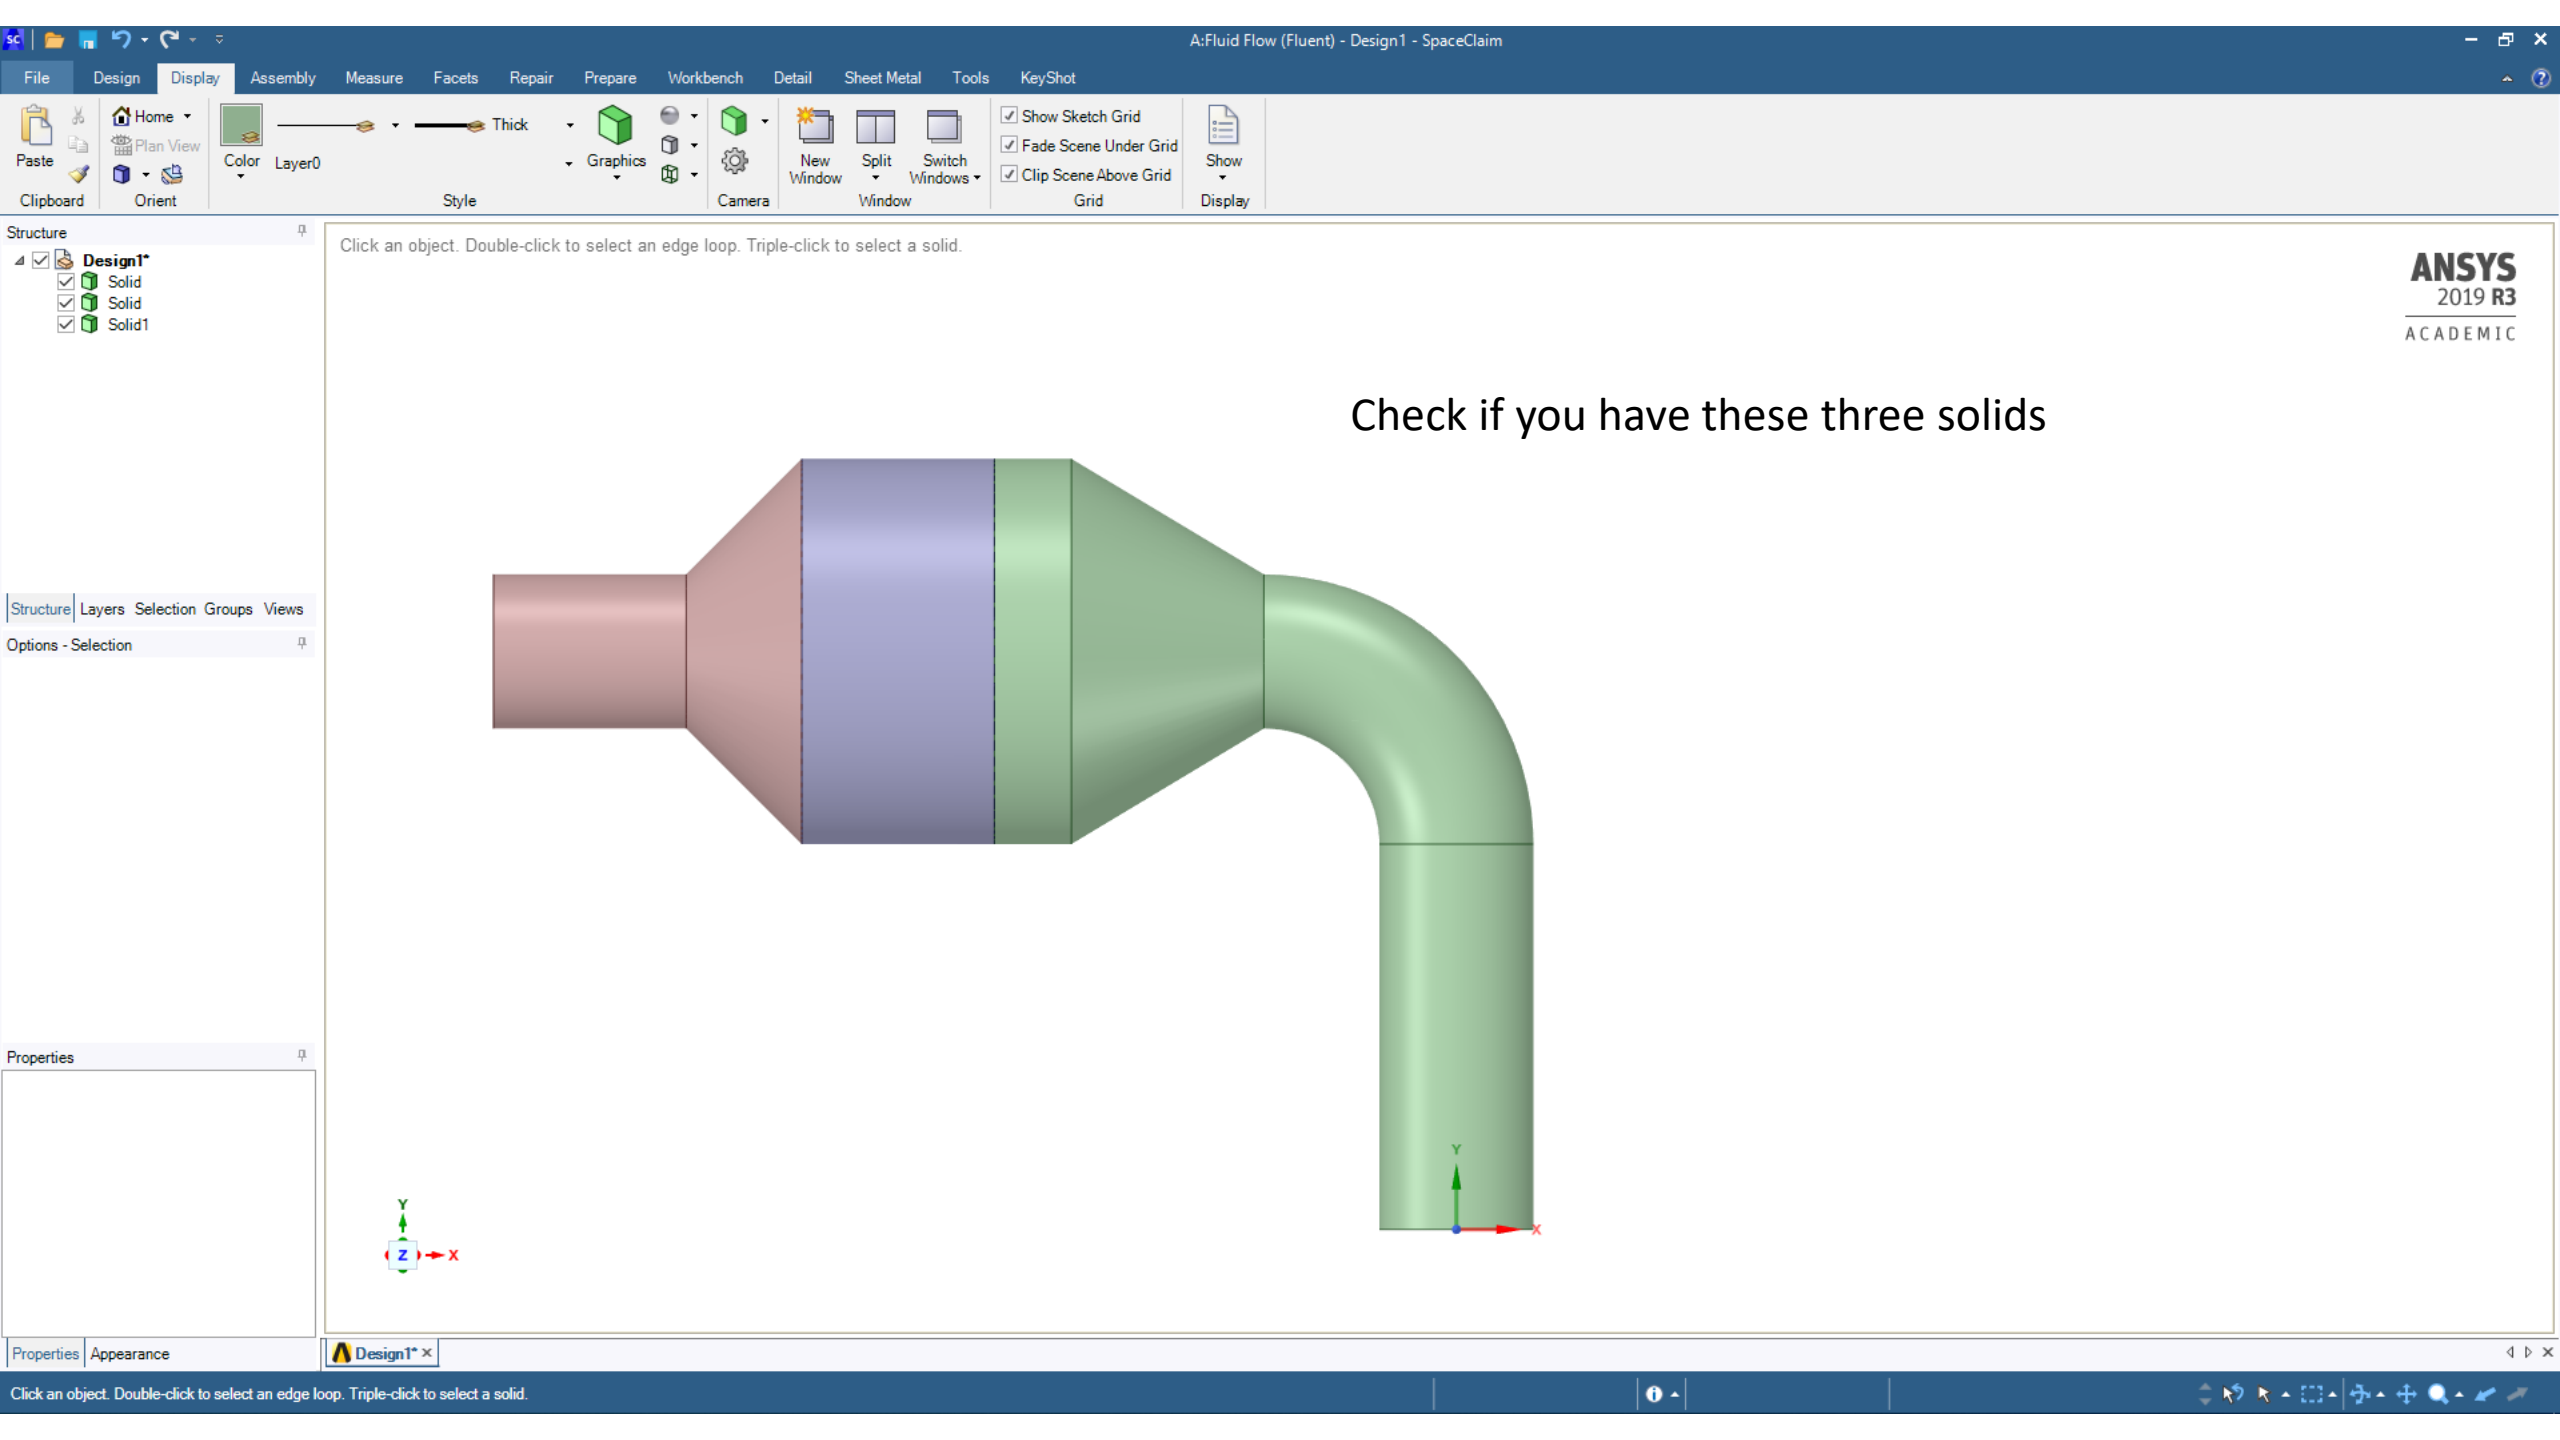 SC
A:Fluid Flow (Fluent) - Design1 - SpaceClaim
File Design Display Assembly Measure Facets Repair Prepare Workbench Detail Sheet Metal Tools KeyShot
Paste
Clipboard
Home
Plan View
Orient
Color
Layer0
Thick
Style
Graphics
Camera
New
Window
Split
Switch
Windows
Window
Show Sketch Grid
Fade Scene Under Grid
Clip Scene Above Grid
Grid
Show
Display
Structure
Design1*
Solid
Solid
Solid1
Structure Layers Selection Groups Views
Options - Selection
Properties
Properties Appearance
Click an object. Double-click to select an edge loop. Triple-click to select a solid.
ANSYS
2019 R3
ACADEMIC
Check if you have these three solids
Y
X
Y
Z X
Design1*
Click an object. Double-click to select an edge loop. Triple-click to select a solid.